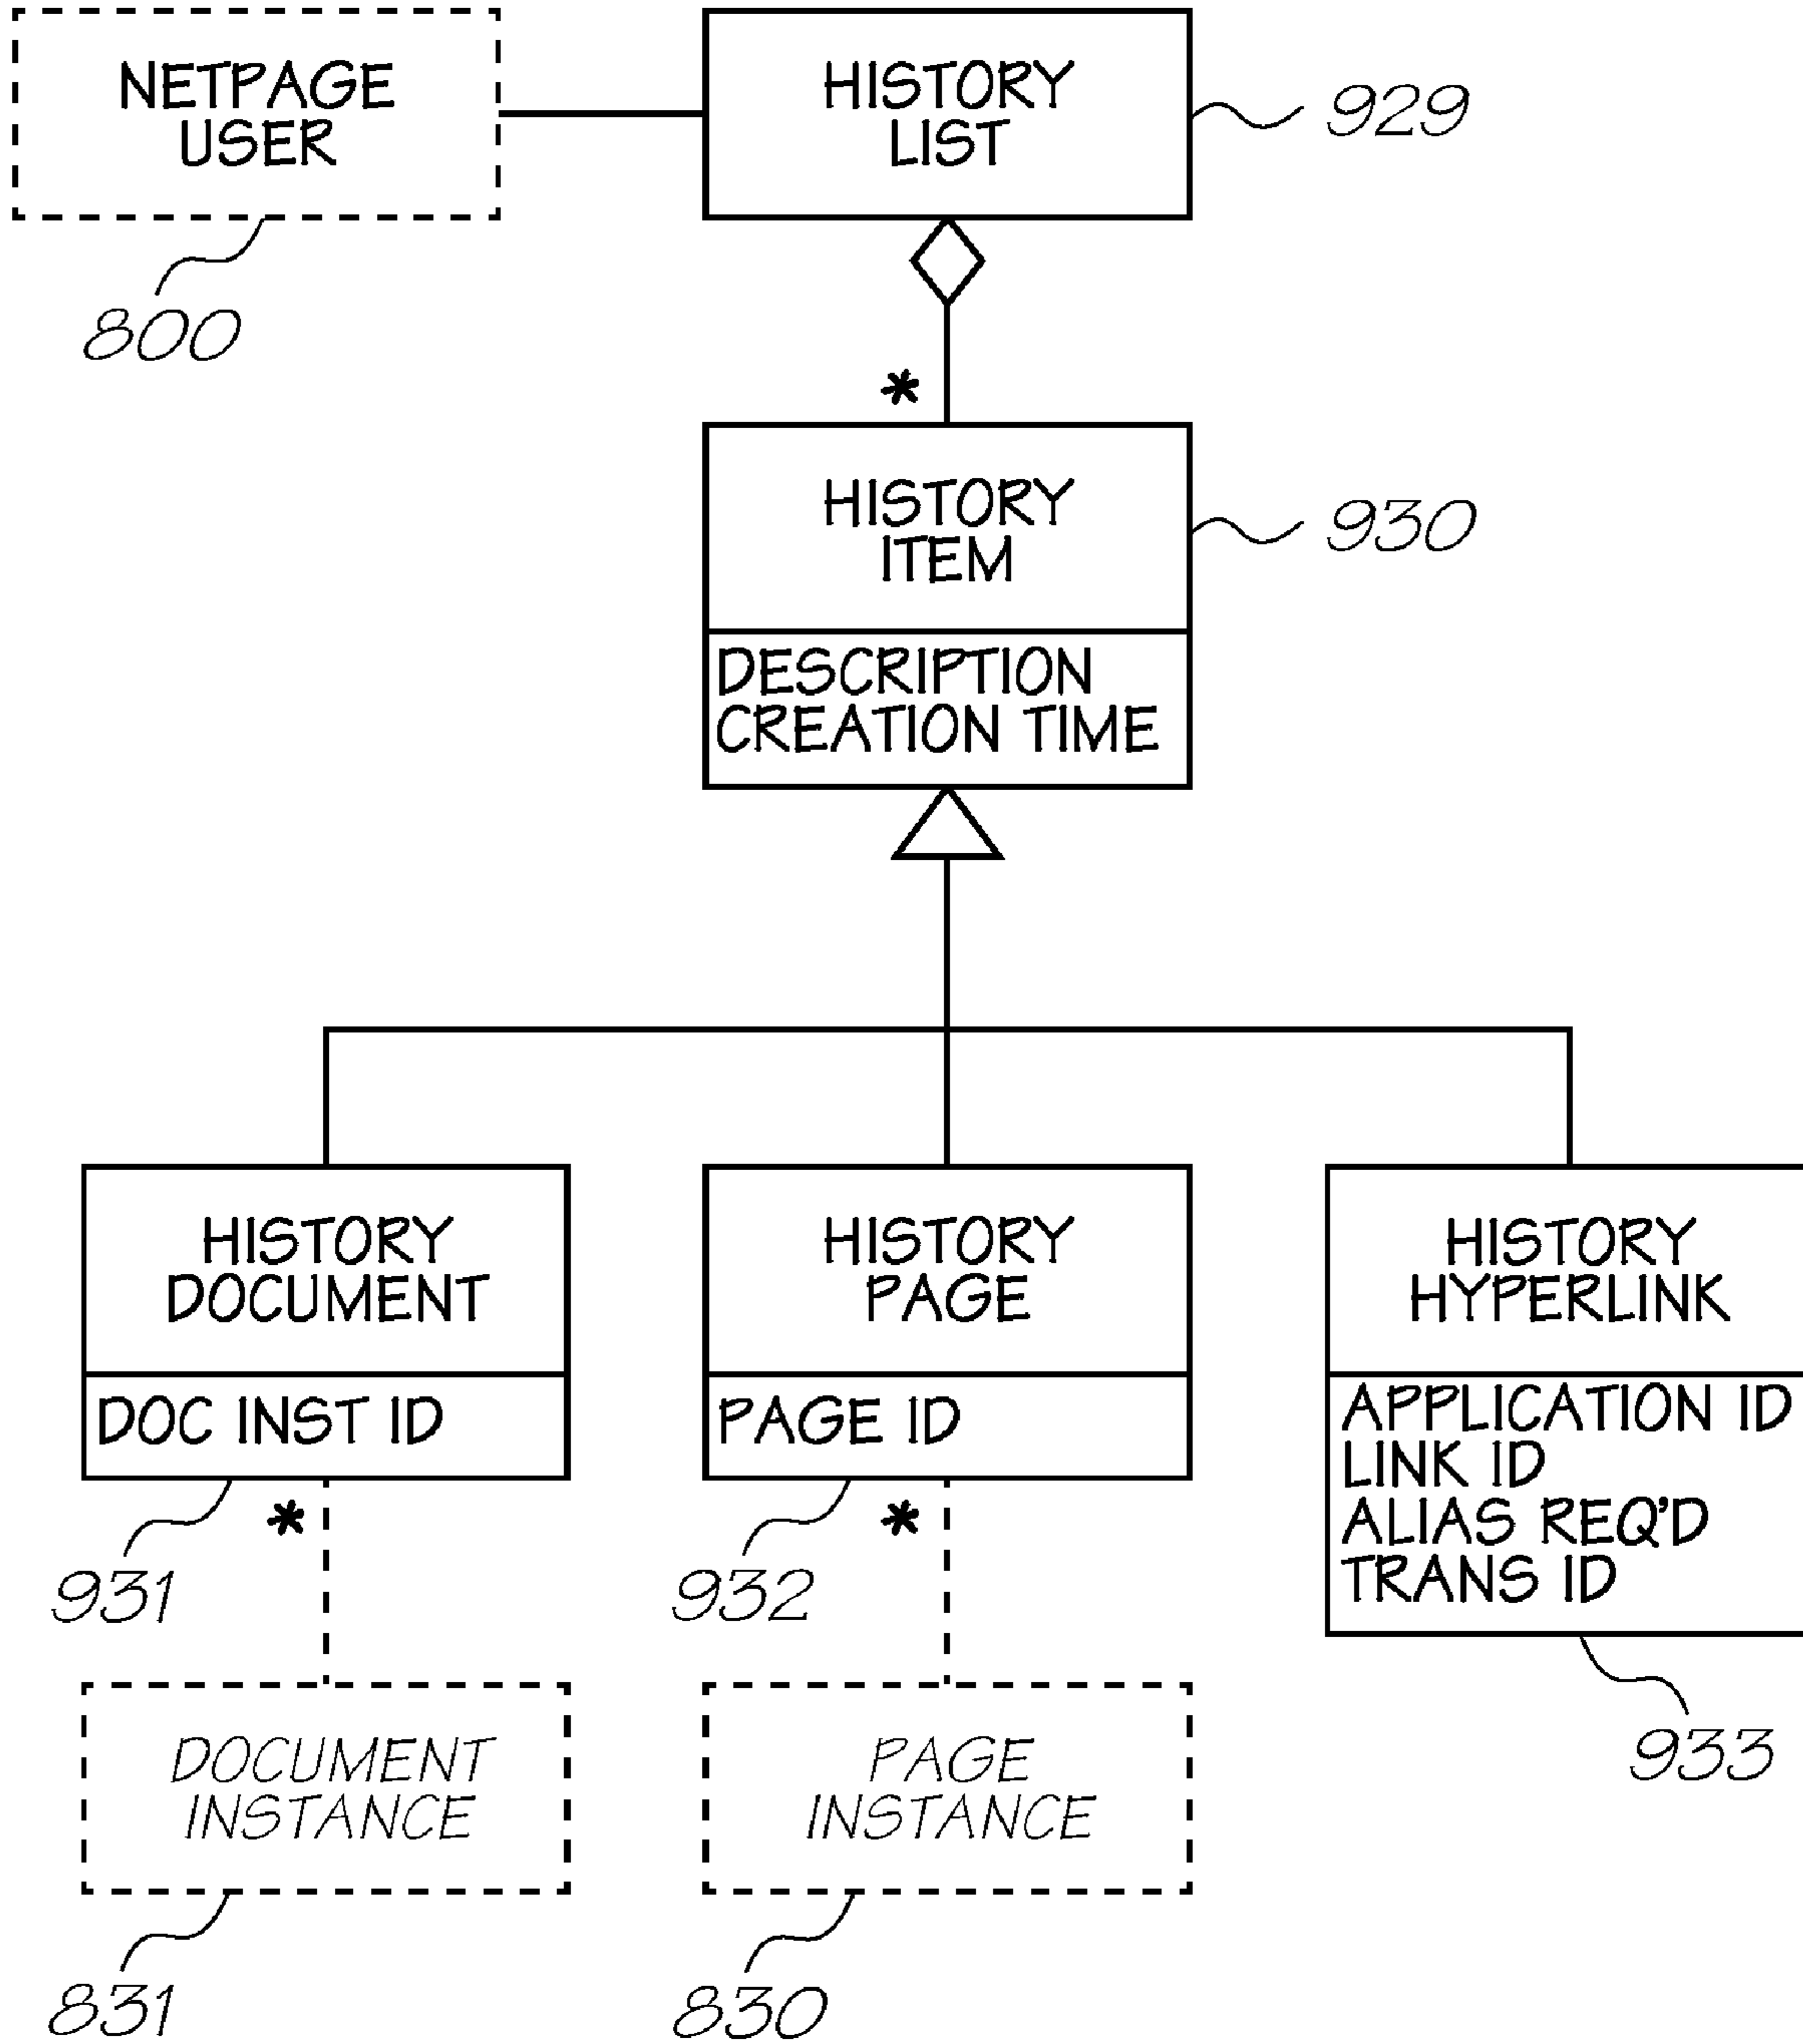 NETPAGE
USER
HISTORY
LIST
929
800
*
HISTORY
ITEM
930
DESCRIPTION
CREATION TIME
HISTORY
DOCUMENT
DOC INST ID
HISTORY
PAGE
PAGE ID
HISTORY
HYPERLINK
APPLICATION ID
LINK ID
ALIAS REQ'D
TRANS ID
*
931
*
932
933
DOCUMENT
INSTANCE
831
PAGE
INSTANCE
830